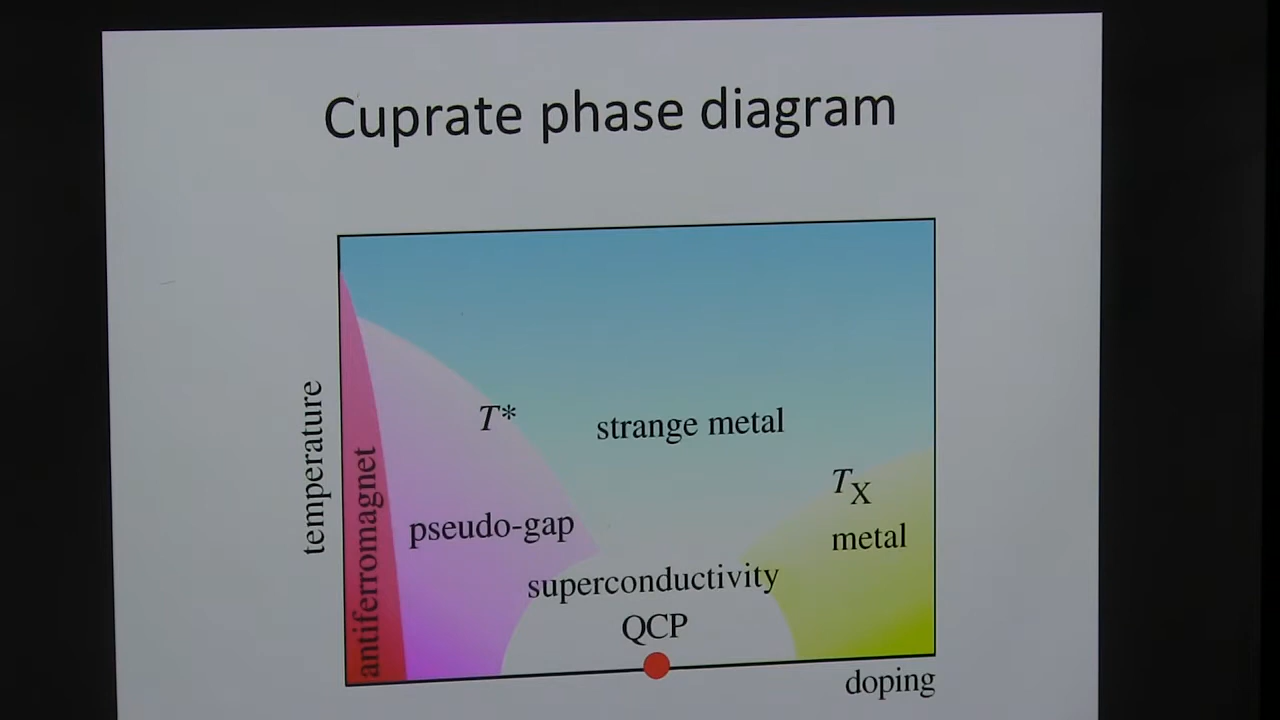 Cuprate phase diagram
temperature
antiferromagnet
T*
strange metal
T_X
metal
pseudo-gap
superconductivity
QCP
doping